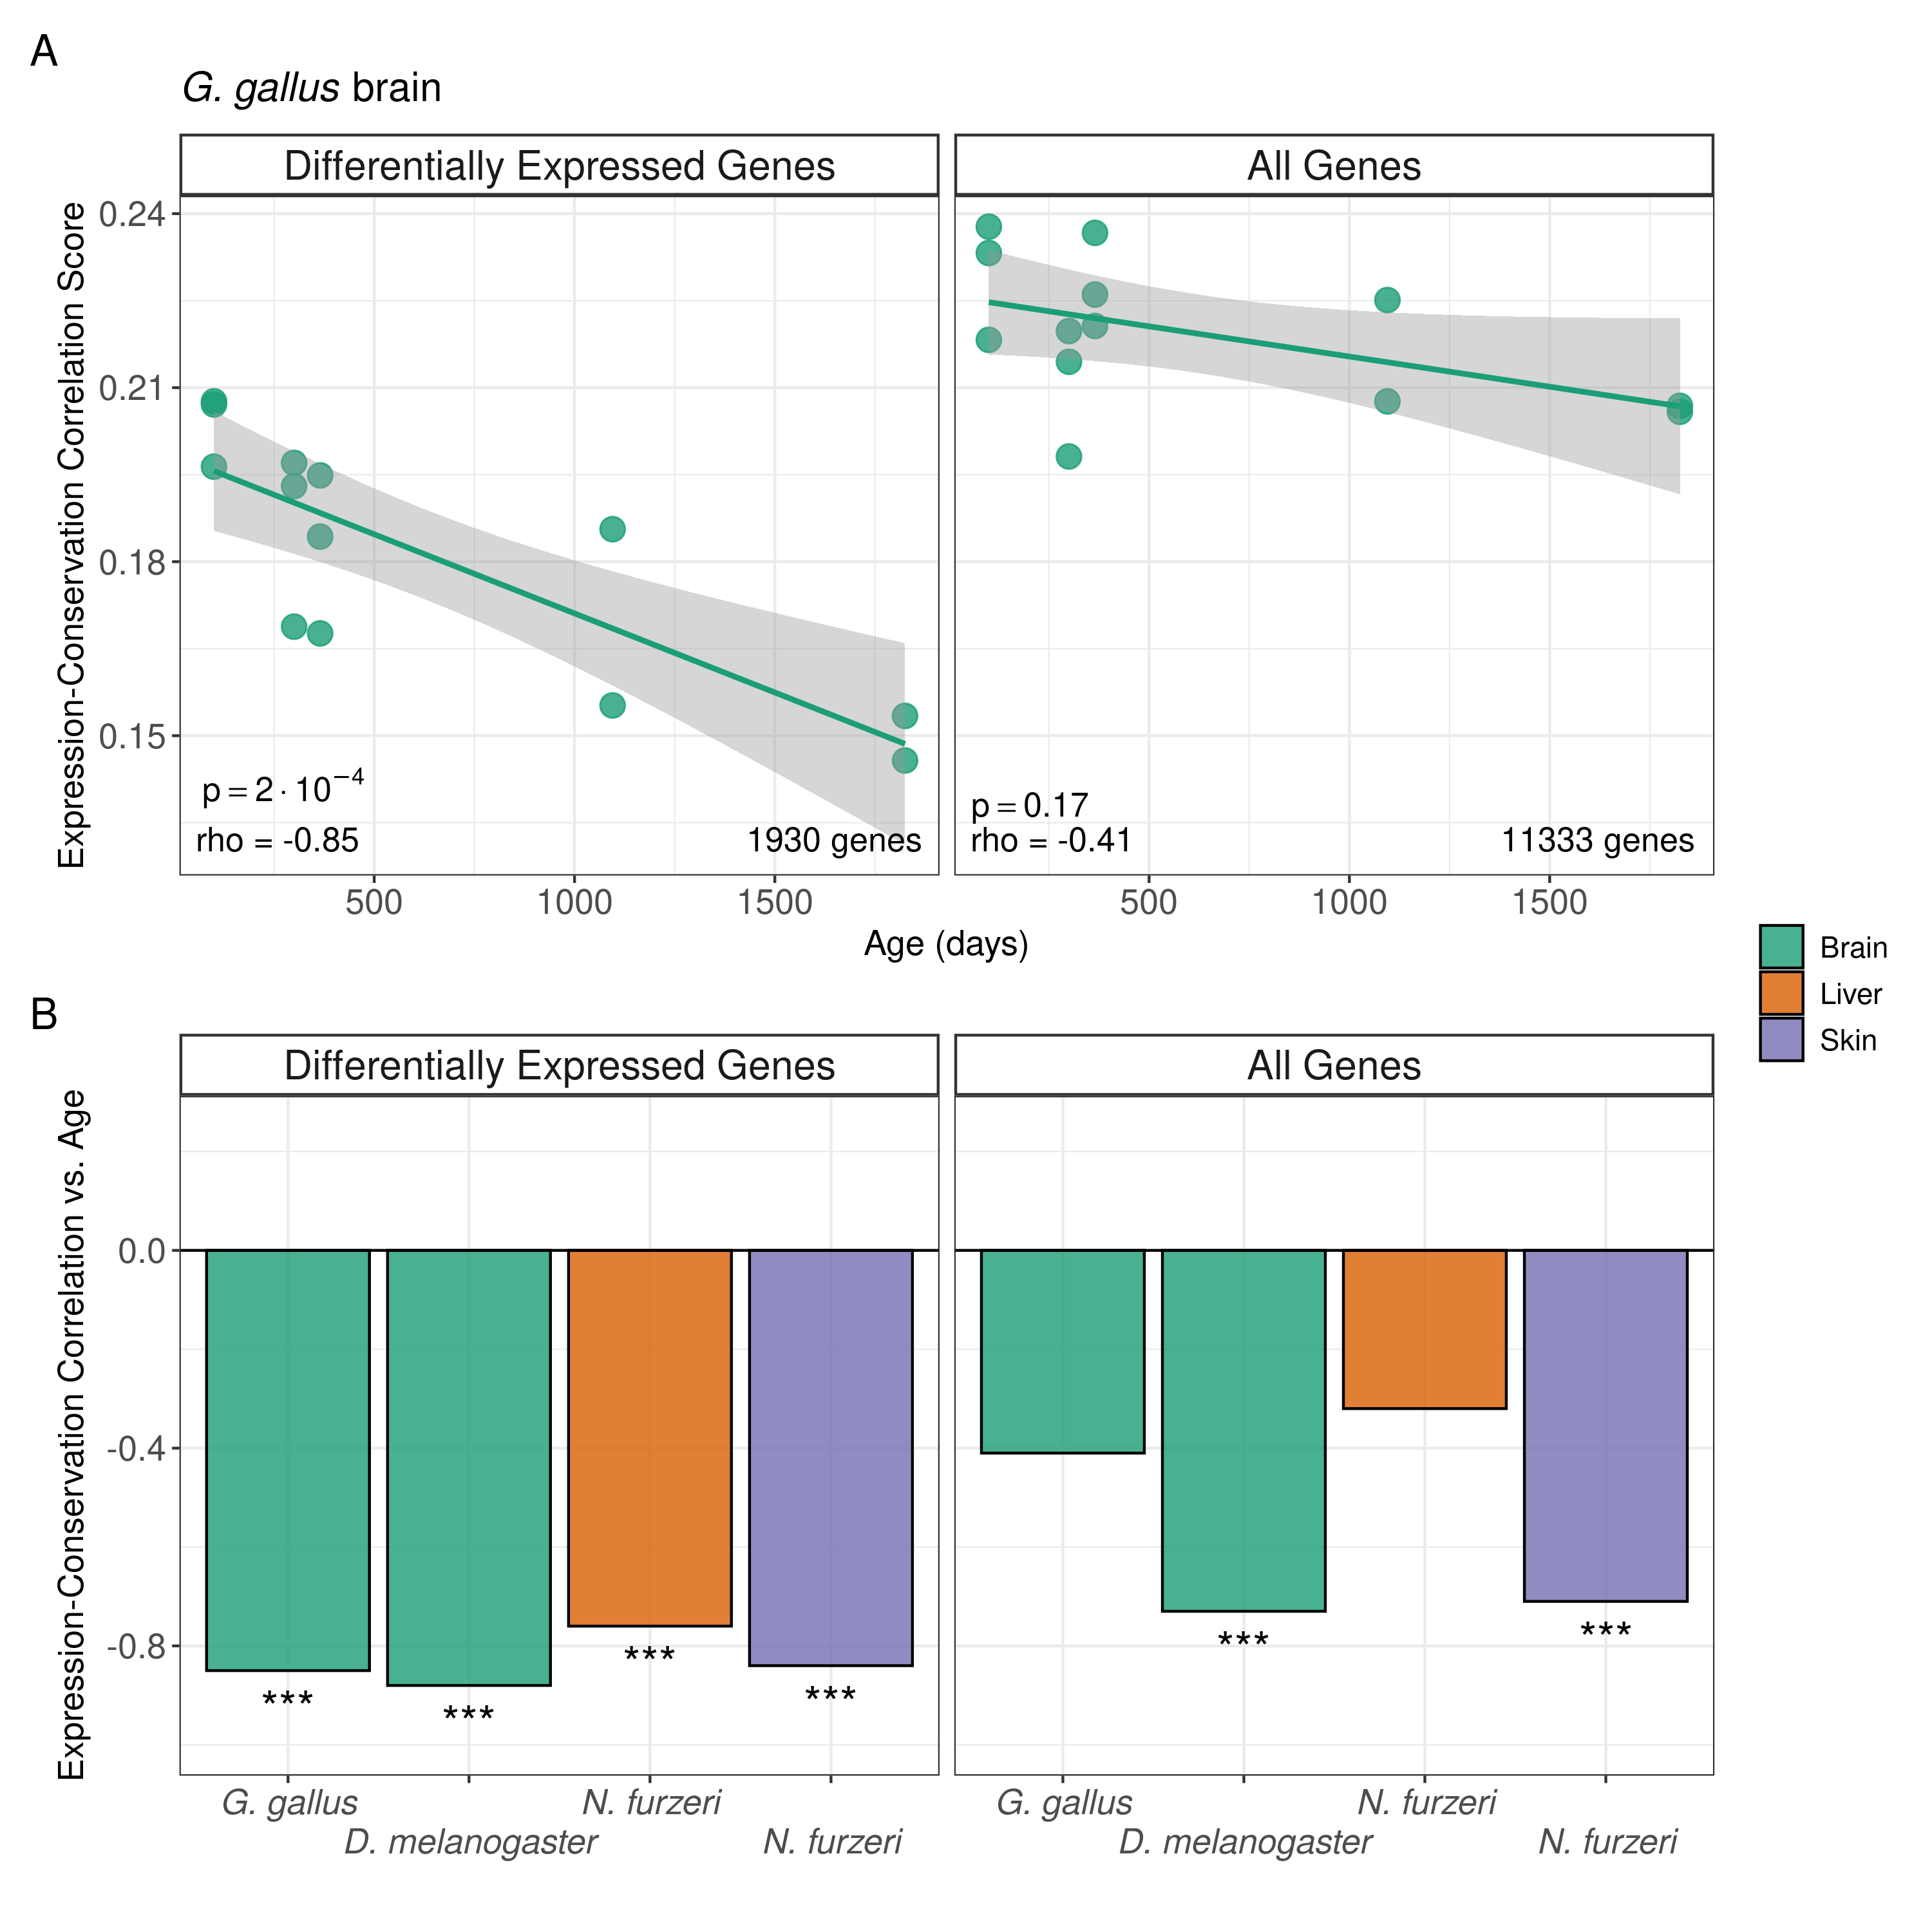 A
G. gallus brain
Differentially Expressed Genes
All Genes
Expression-Conservation Correlation Score
0.24
0.21
0.18
0.15
p = 2 · 10⁻⁴
rho = -0.85
1930 genes
p = 0.17
rho = -0.41
11333 genes
500 1000 1500
500 1000 1500
Age (days)
Brain
Liver
Skin
B
Differentially Expressed Genes
All Genes
Expression-Conservation Correlation vs. Age
0.0
-0.4
-0.8
***
***
***
***
***
***
G. gallus
D. melanogaster
N. furzeri
N. furzeri
G. gallus
D. melanogaster
N. furzeri
N. furzeri